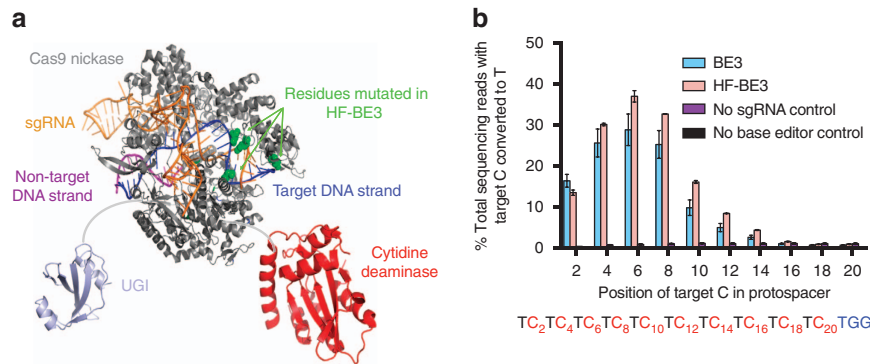 a
Cas9 nickase
sgRNA
Residues mutated in
HF-BE3
Non-target
DNA strand
Target DNA strand
UGI
Cytidine
deaminase
b
% Total sequencing reads with
target C converted to T
50
40
30
20
10
0
BE3
HF-BE3
No sgRNA control
No base editor control
2 4 6 8 10 12 14 16 18 20
Position of target C in protospacer
TC₂TC₄TC₆TC₈TC₁₀TC₁₂TC₁₄TC₁₆TC₁₈TC₂₀TGG